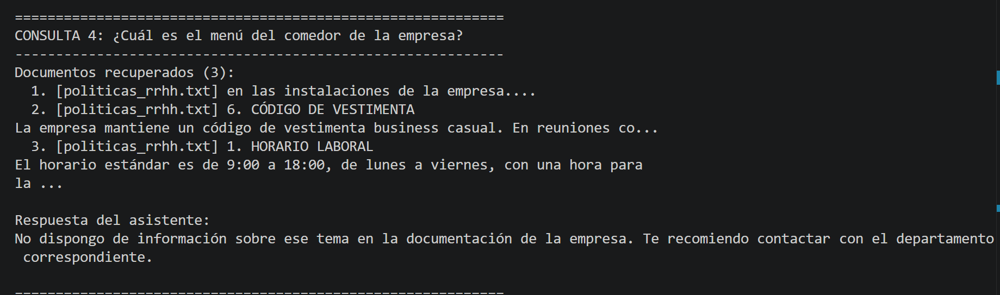 ============================================================
CONSULTA 4: ¿Cuál es el menú del comedor de la empresa?
------------------------------------------------------------
Documentos recuperados (3):
  1. [politicas_rrhh.txt] en las instalaciones de la empresa....
  2. [politicas_rrhh.txt] 6. CÓDIGO DE VESTIMENTA
La empresa mantiene un código de vestimenta business casual. En reuniones co...
  3. [politicas_rrhh.txt] 1. HORARIO LABORAL
El horario estándar es de 9:00 a 18:00, de lunes a viernes, con una hora para
la ...

Respuesta del asistente:
No dispongo de información sobre ese tema en la documentación de la empresa. Te recomiendo contactar con el departamento
 correspondiente.

============================================================